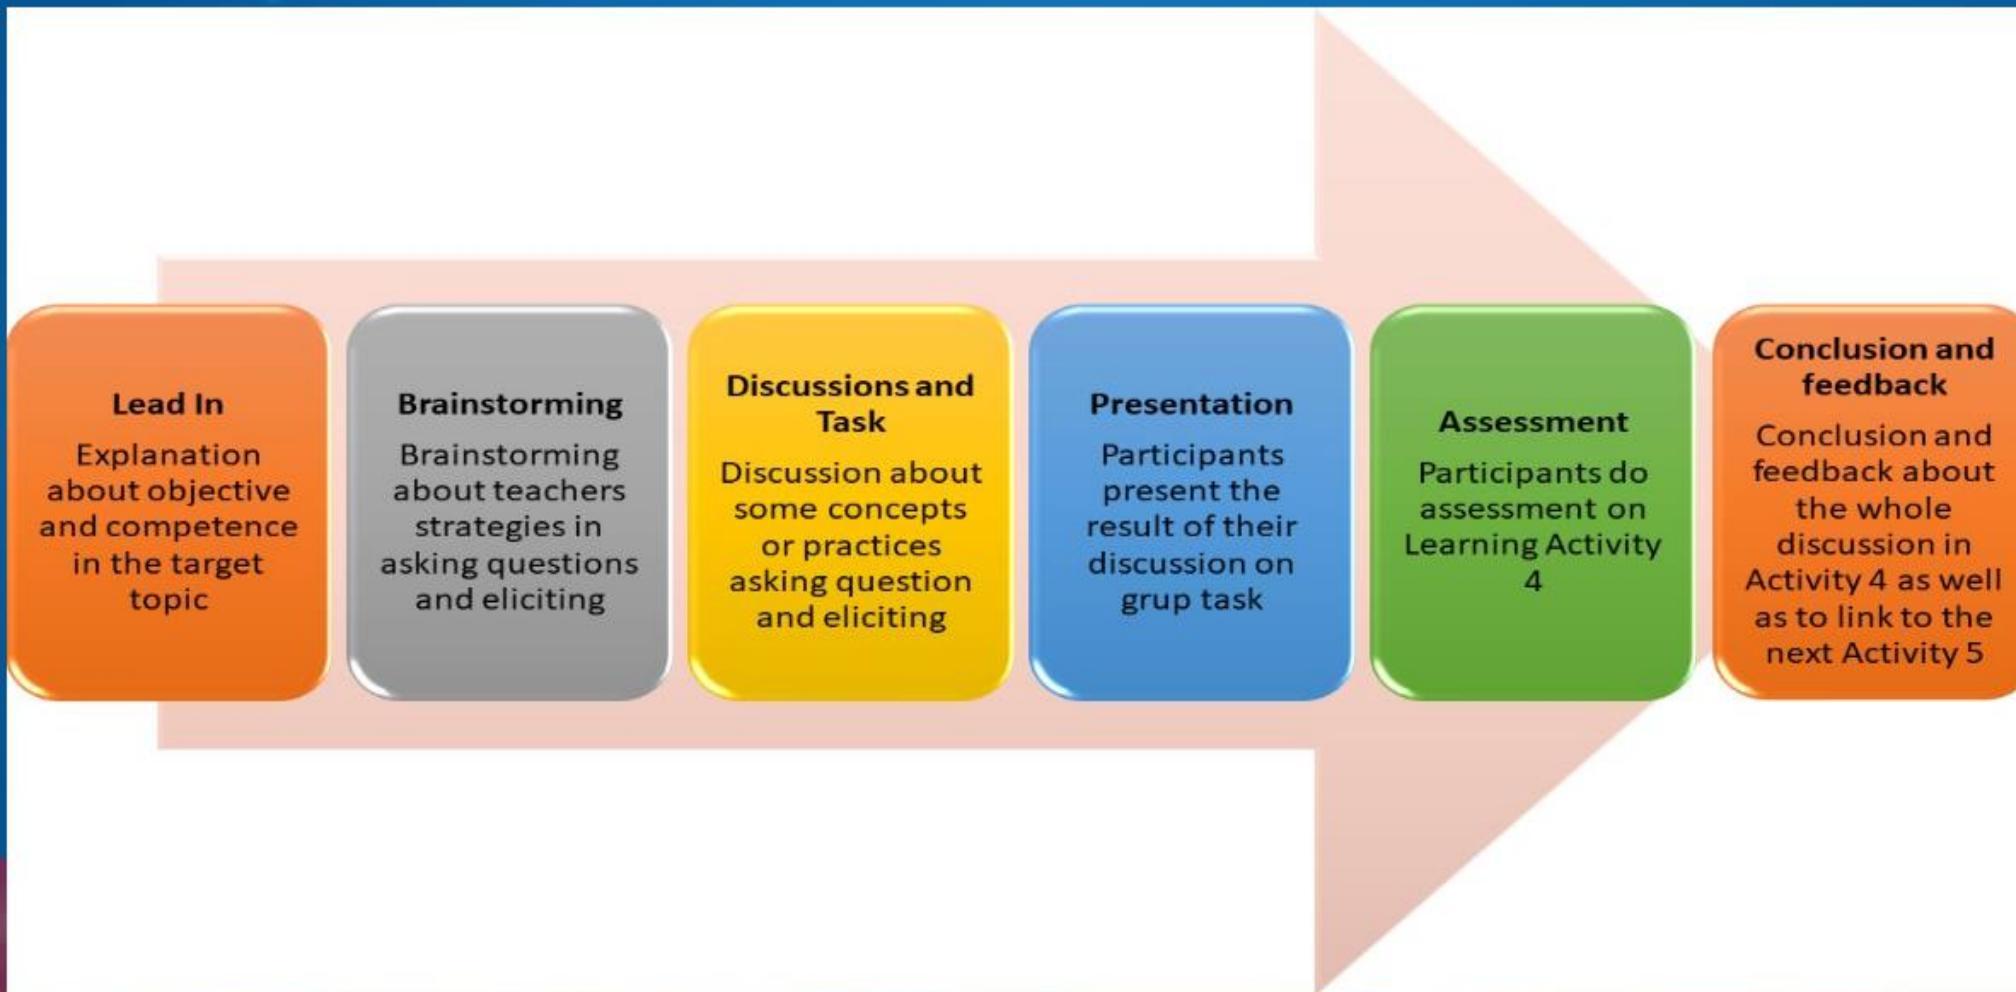 Lead In
Explanation
about objective
and competence
in the target
topic
Brainstorming
Brainstorming
about teachers
strategies in
asking questions
and eliciting
Discussions and
Task
Discussion about
some concepts
or practices
asking question
and eliciting
Presentation
Participants
present the
result of their
discussion on
grup task
Assessment
Participants do
assessment on
Learning Activity
4
Conclusion and
feedback
Conclusion and
feedback about
the whole
discussion in
Activity 4 as well
as to link to the
next Activity 5